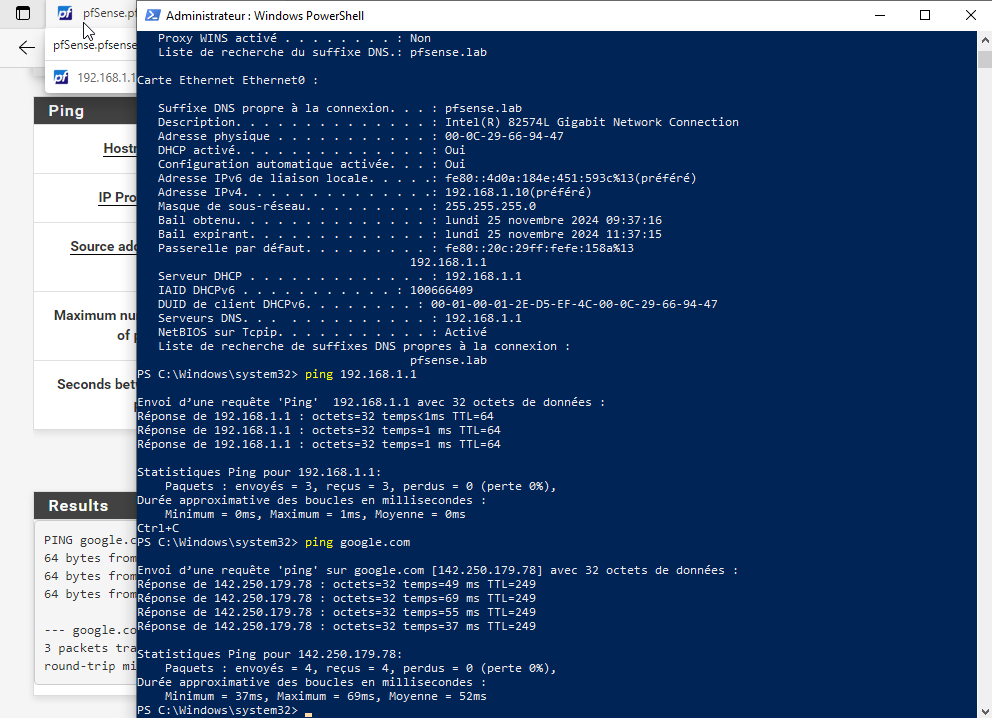 pfSense.pf
Administrateur : Windows PowerShell
pfSense.pfsense
192.168.1.1
Ping
Hostn
IP Pro
Source add
Maximum nu
of p
Seconds bet
Results
PING google.c
64 bytes from
64 bytes from
64 bytes from
--- google.co
3 packets tra
round-trip mi
Proxy WINS activé . . . . . . . . : Non
Liste de recherche du suffixe DNS.: pfsense.lab
Carte Ethernet Ethernet0 :
Suffixe DNS propre à la connexion. . . : pfsense.lab
Description. . . . . . . . . . . . . . : Intel(R) 82574L Gigabit Network Connection
Adresse physique . . . . . . . . . . . : 00-0C-29-66-94-47
DHCP activé. . . . . . . . . . . . . . : Oui
Configuration automatique activée. . . : Oui
Adresse IPv6 de liaison locale. . . . .: fe80::4d0a:184e:451:593c%13(préféré)
Adresse IPv4. . . . . . . . . . . . . .: 192.168.1.10(préféré)
Masque de sous-réseau. . . . . . . . . : 255.255.255.0
Bail obtenu. . . . . . . . . . . . . . : lundi 25 novembre 2024 09:37:16
Bail expirant. . . . . . . . . . . . . : lundi 25 novembre 2024 11:37:15
Passerelle par défaut. . . . . . . . . : fe80::20c:29ff:fefe:158a%13
192.168.1.1
Serveur DHCP . . . . . . . . . . . . . : 192.168.1.1
IAID DHCPv6 . . . . . . . . . . . : 100666409
DUID de client DHCPv6. . . . . . . . : 00-01-00-01-2E-D5-EF-4C-00-0C-29-66-94-47
Serveurs DNS. . . . . . . . . . . . . : 192.168.1.1
NetBIOS sur Tcpip. . . . . . . . . . . : Activé
Liste de recherche de suffixes DNS propres à la connexion :
pfsense.lab
PS C:\Windows\system32> ping 192.168.1.1
Envoi d’une requête 'Ping'  192.168.1.1 avec 32 octets de données :
Réponse de 192.168.1.1 : octets=32 temps<1ms TTL=64
Réponse de 192.168.1.1 : octets=32 temps=1 ms TTL=64
Réponse de 192.168.1.1 : octets=32 temps=1 ms TTL=64
Statistiques Ping pour 192.168.1.1:
Paquets : envoyés = 3, reçus = 3, perdus = 0 (perte 0%),
Durée approximative des boucles en millisecondes :
Minimum = 0ms, Maximum = 1ms, Moyenne = 0ms
Ctrl+C
PS C:\Windows\system32> ping google.com
Envoi d’une requête 'ping' sur google.com [142.250.179.78] avec 32 octets de données :
Réponse de 142.250.179.78 : octets=32 temps=49 ms TTL=249
Réponse de 142.250.179.78 : octets=32 temps=69 ms TTL=249
Réponse de 142.250.179.78 : octets=32 temps=55 ms TTL=249
Réponse de 142.250.179.78 : octets=32 temps=37 ms TTL=249
Statistiques Ping pour 142.250.179.78:
Paquets : envoyés = 4, reçus = 4, perdus = 0 (perte 0%),
Durée approximative des boucles en millisecondes :
Minimum = 37ms, Maximum = 69ms, Moyenne = 52ms
PS C:\Windows\system32>